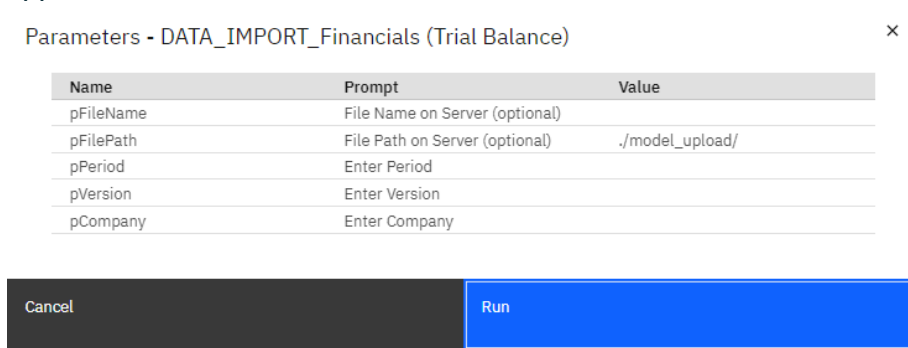 Parameters - DATA_IMPORT_Financials (Trial Balance) ×
Name Prompt Value
pFileName File Name on Server (optional)
pFilePath File Path on Server (optional) ./model_upload/
pPeriod Enter Period
pVersion Enter Version
pCompany Enter Company
Cancel Run